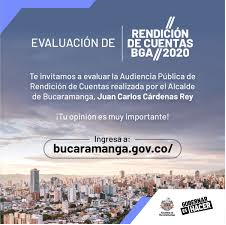 EVALUACIÓN DE
RENDICIÓN
DE CUENTAS
BGA//2020
Te invitamos a evaluar la Audiencia Pública de
Rendición de Cuentas realizada por el Alcalde
de Bucaramanga, Juan Carlos Cárdenas Rey
¡Tu opinión es muy importante!
Ingresa a:
bucaramanga.gov.co/
GOBERNAR
ES HACER